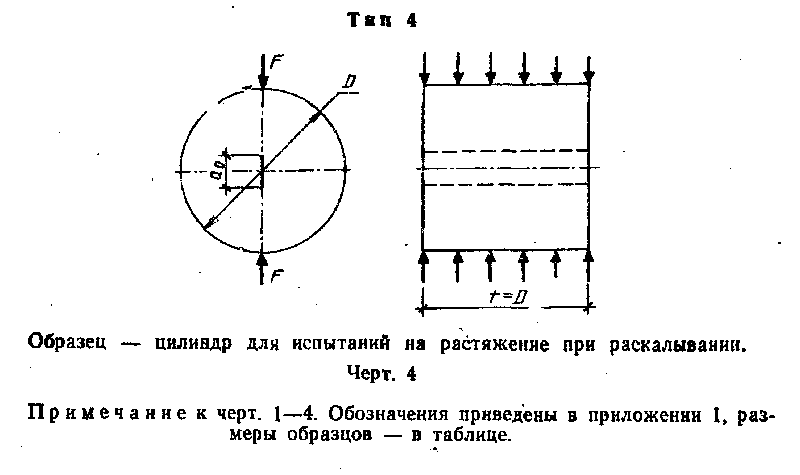 Тип 4
F
D
a₀
F
t=D
Образец — цилиндр для испытаний на растяжение при раскалывании.
Черт. 4
Примечание к черт. 1—4. Обозначения приведены в приложении 1, раз-
меры образцов — в таблице.